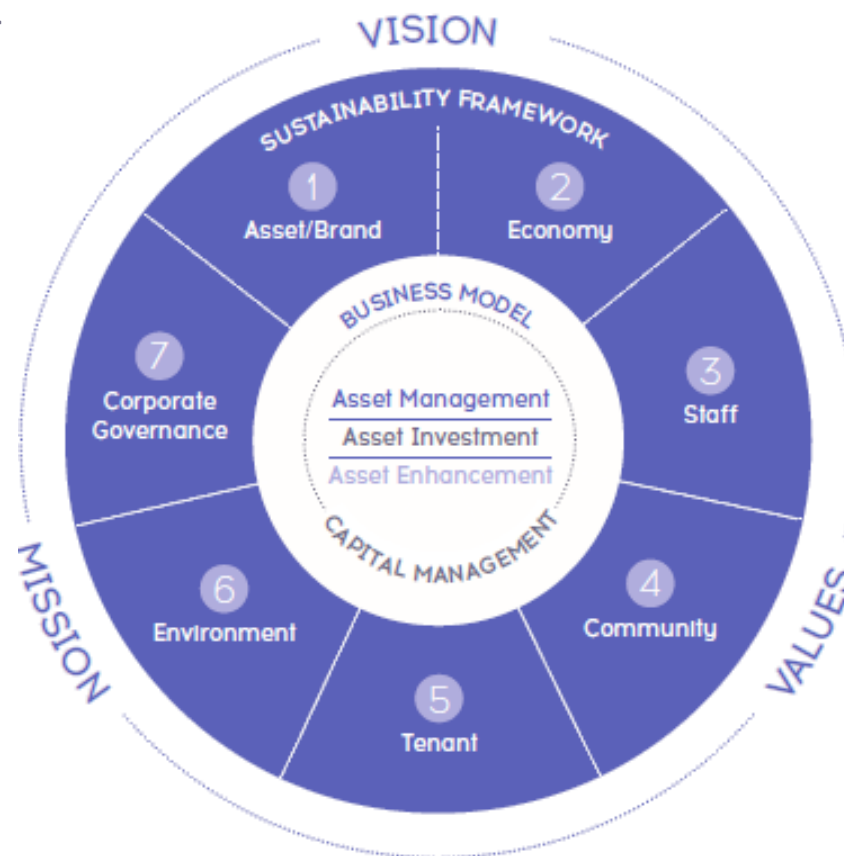 VISION
SUSTAINABILITY FRAMEWORK
1
Asset/Brand
2
Economy
3
Staff
4
Community
5
Tenant
6
Environment
7
Corporate
Governance
BUSINESS MODEL
Asset Management
Asset Investment
Asset Enhancement
CAPITAL MANAGEMENT
MISSION
VALUES